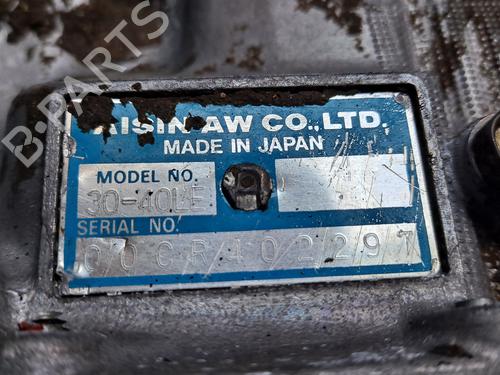 B-PARTS
AISIN AW CO.,LTD.
MADE IN JAPAN
MODEL NO.
30-40LE
SERIAL NO.
00CR402297